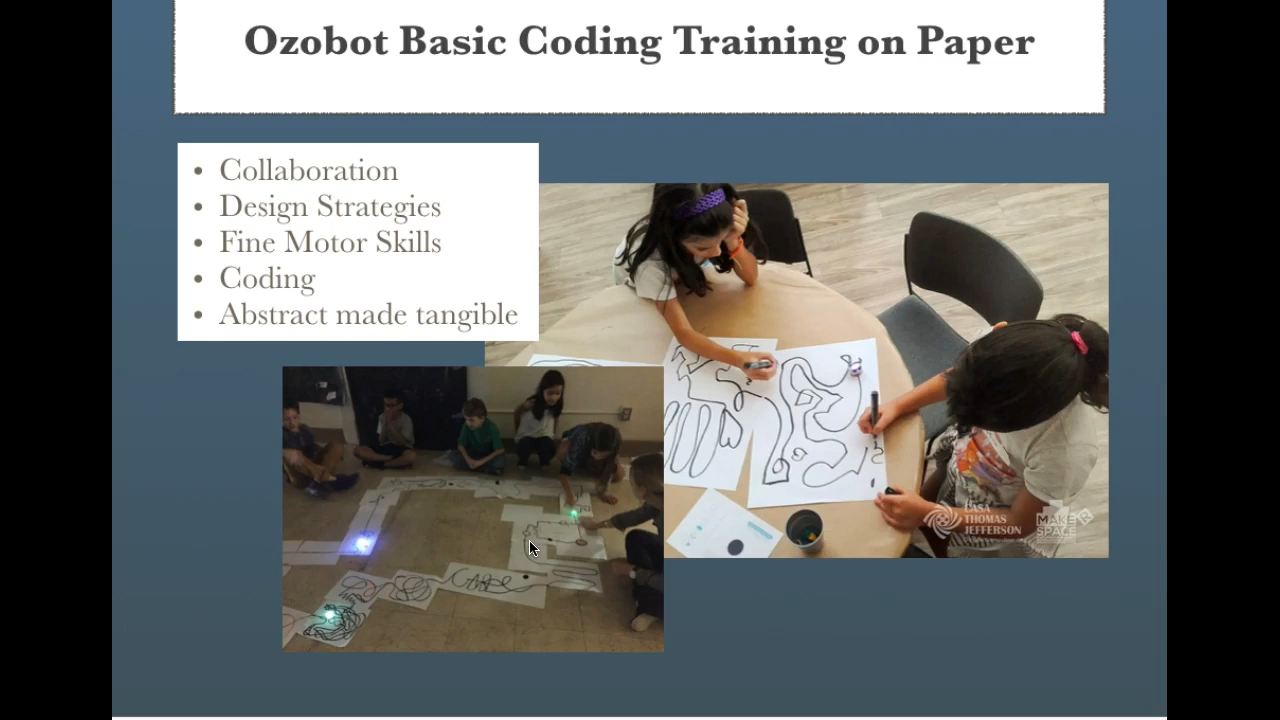 Ozobot Basic Coding Training on Paper
• Collaboration
• Design Strategies
• Fine Motor Skills
• Coding
• Abstract made tangible
CASA
THOMAS
JEFFERSON
MAKE
SPACE